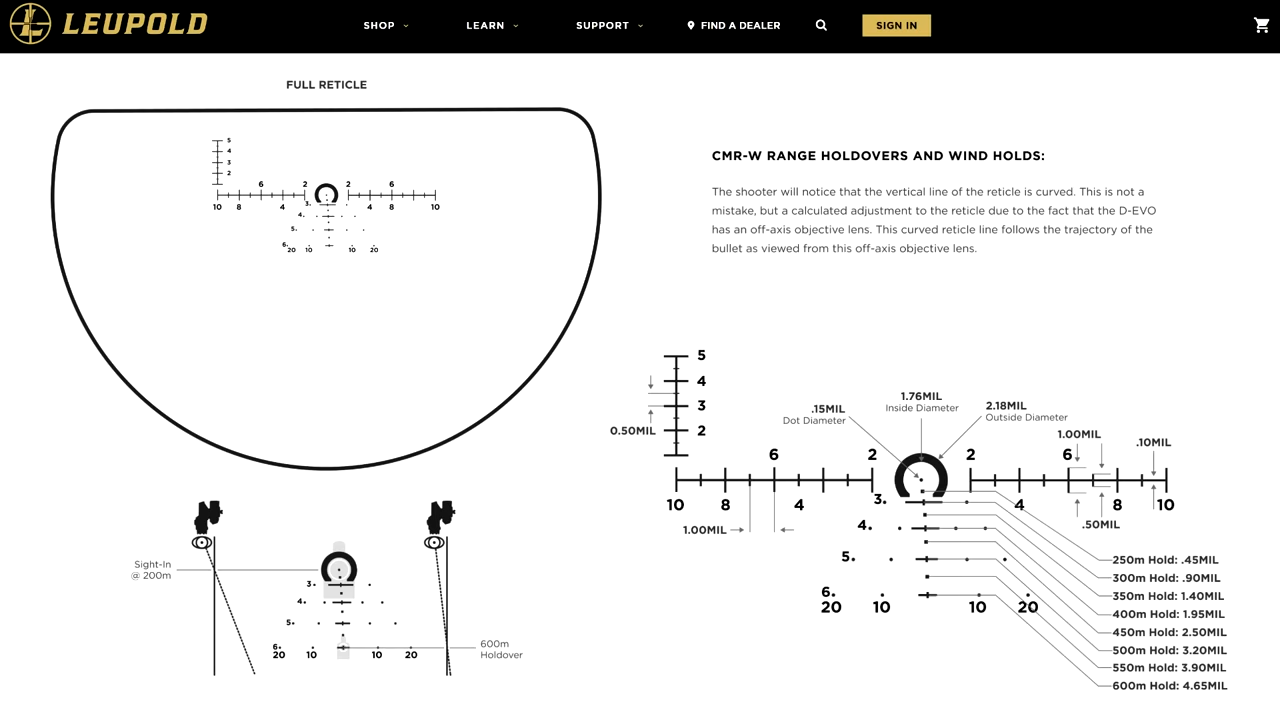 LEUPOLD
SHOP LEARN SUPPORT FIND A DEALER SIGN IN
FULL RETICLE
5
4
3
2
6 2 2 6
10 8 4 4 8 10
3.
4.
5.
6.
20 10 10 20
CMR-W RANGE HOLDOVERS AND WIND HOLDS:
The shooter will notice that the vertical line of the reticle is curved. This is not a
mistake, but a calculated adjustment to the reticle due to the fact that the D-EVO
has an off-axis objective lens. This curved reticle line follows the trajectory of the
bullet as viewed from this off-axis objective lens.
5
4
3
0.50MIL 2
.15MIL
Dot Diameter
1.76MIL
Inside Diameter
2.18MIL
Outside Diameter
1.00MIL
.10MIL
6 2 2 6
10 8 4 4 8 10
1.00MIL
.50MIL
3.
4.
5.
6.
20 10 10 20
250m Hold: .45MIL
300m Hold: .90MIL
350m Hold: 1.40MIL
400m Hold: 1.95MIL
450m Hold: 2.50MIL
500m Hold: 3.20MIL
550m Hold: 3.90MIL
600m Hold: 4.65MIL
Sight-In
@ 200m
3.
4.
5.
6.
20 10 10 20
600m
Holdover